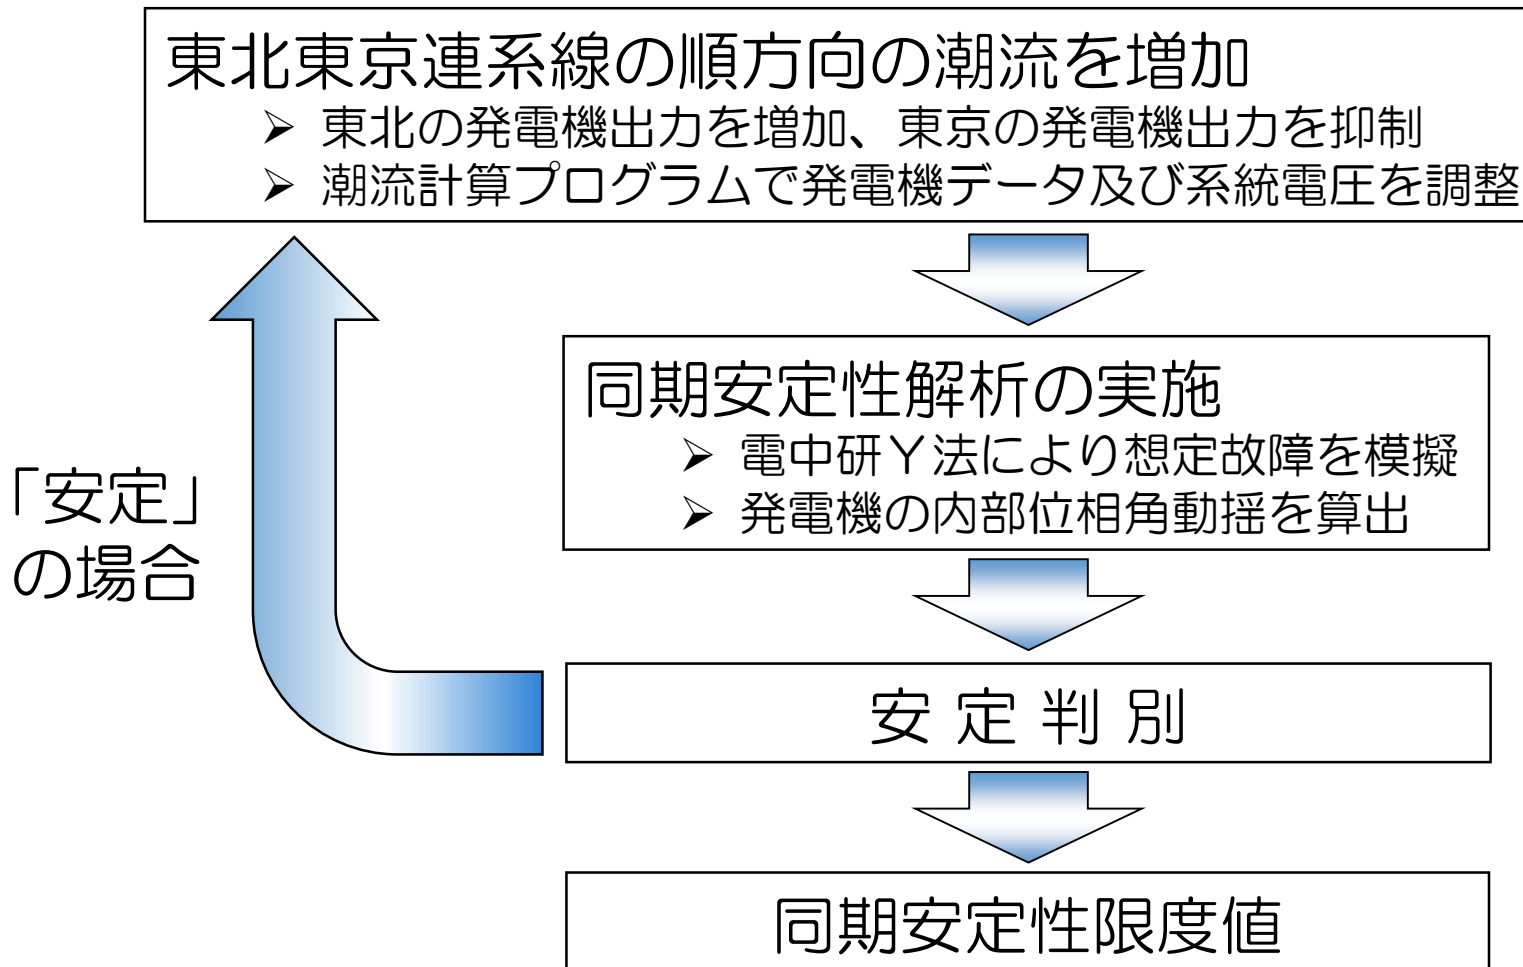 東北東京連系線の順方向の潮流を増加
➢ 東北の発電機出力を増加、東京の発電機出力を抑制
➢ 潮流計算プログラムで発電機データ及び系統電圧を調整
同期安定性解析の実施
➢ 電中研Y法により想定故障を模擬
➢ 発電機の内部位相角動揺を算出
「安定」
の場合
安 定 判 別
同期安定性限度値